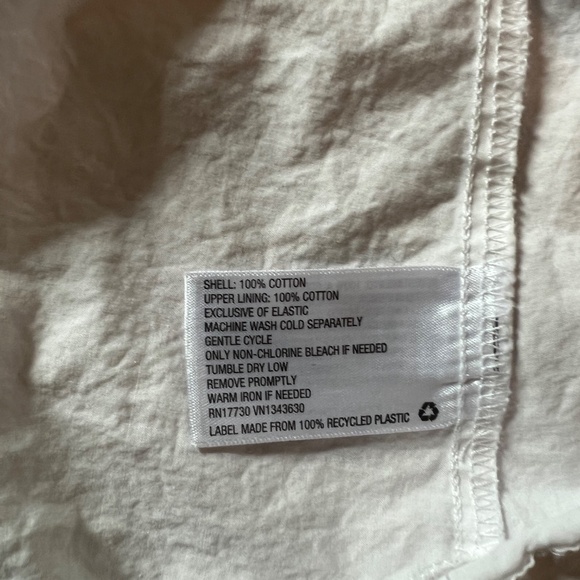 SHELL: 100% COTTON
UPPER LINING: 100% COTTON
EXCLUSIVE OF ELASTIC
MACHINE WASH COLD SEPARATELY
GENTLE CYCLE
ONLY NON-CHLORINE BLEACH IF NEEDED
TUMBLE DRY LOW
REMOVE PROMPTLY
WARM IRON IF NEEDED
RN17730 VN1343630
LABEL MADE FROM 100% RECYCLED PLASTIC